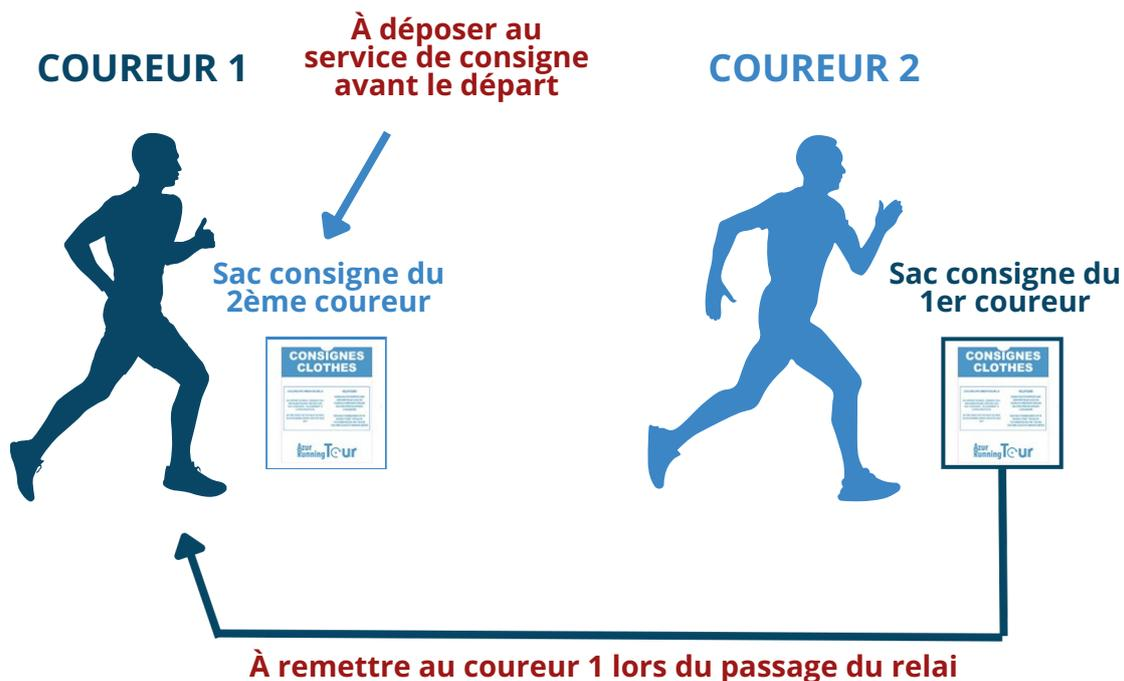 COUREUR 1
À déposer au
service de consigne
avant le départ
COUREUR 2
Sac consigne du
2ème coureur
CONSIGNES
CLOTHES
Azur
Running Tour
Sac consigne du
1er coureur
CONSIGNES
CLOTHES
Azur
Running Tour
À remettre au coureur 1 lors du passage du relai